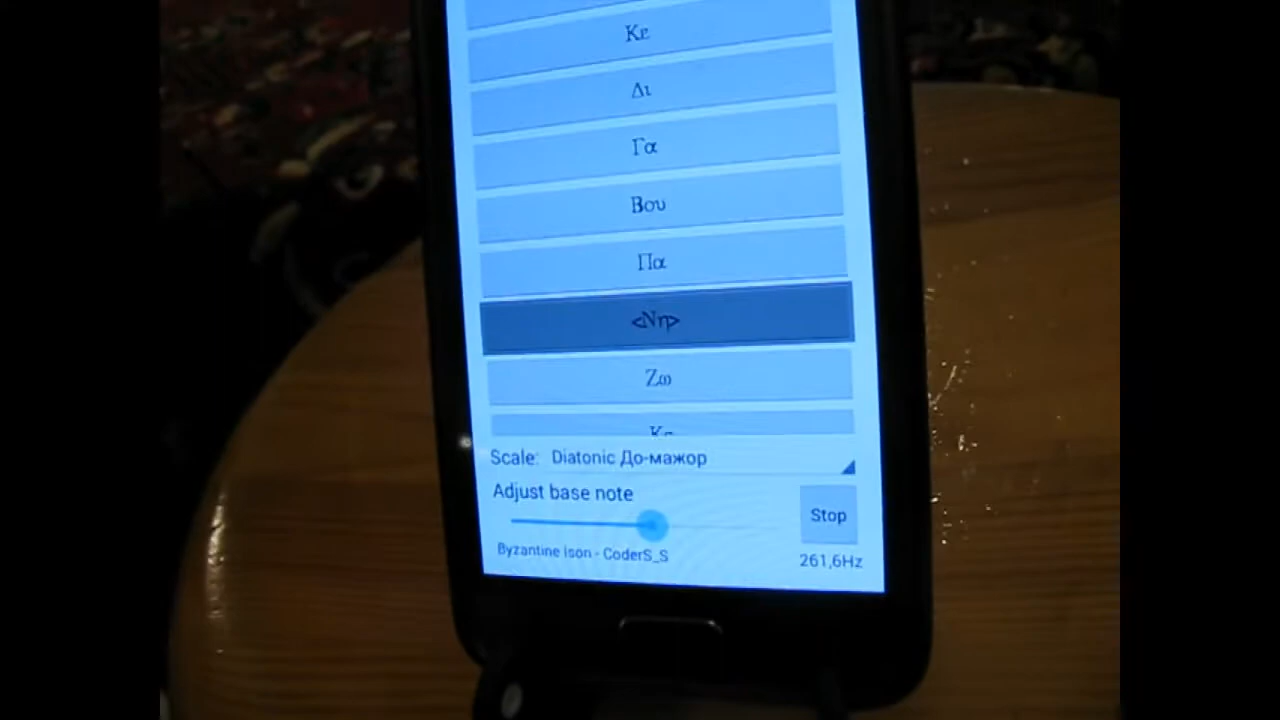 Κε
Δι
Γα
Βου
Πα
<Νη>
Ζω
Κε
Scale: Diatonic До-мажор
Adjust base note
Stop
Byzantine Ison - CoderS_S
261,6Hz